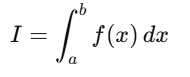 I = ∫_a^b f(x) dx